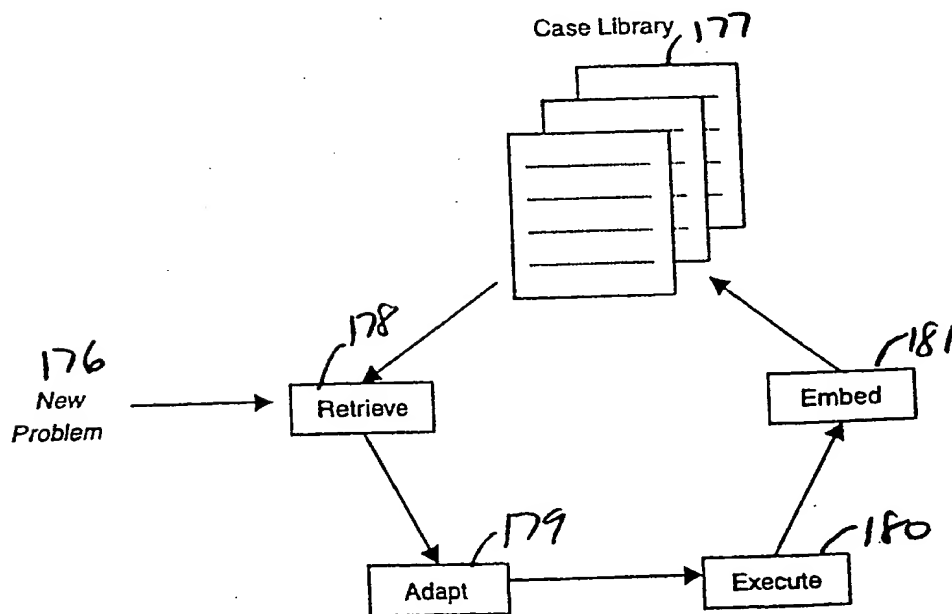 Case Library 177
178
176
New
Problem
Retrieve
181
Embed
179
Adapt
180
Execute